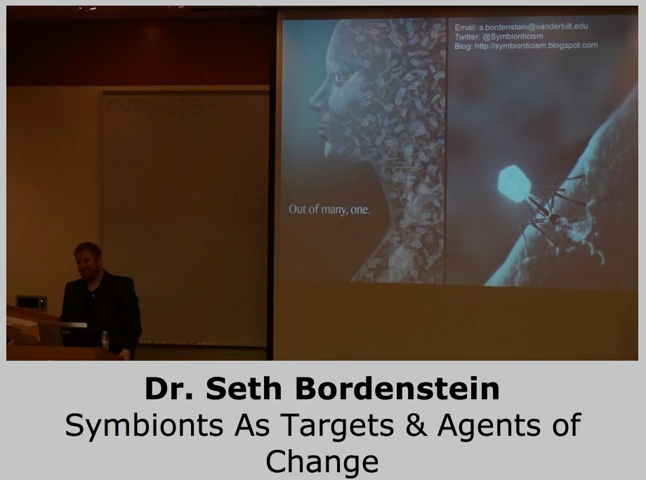 Email: s.bordenstein@vanderbilt.edu
Twitter: @Symbionticism
Blog: http://symbionticism.blogspot.com
Out of many, one.
Dr. Seth Bordenstein
Symbionts As Targets & Agents of
Change